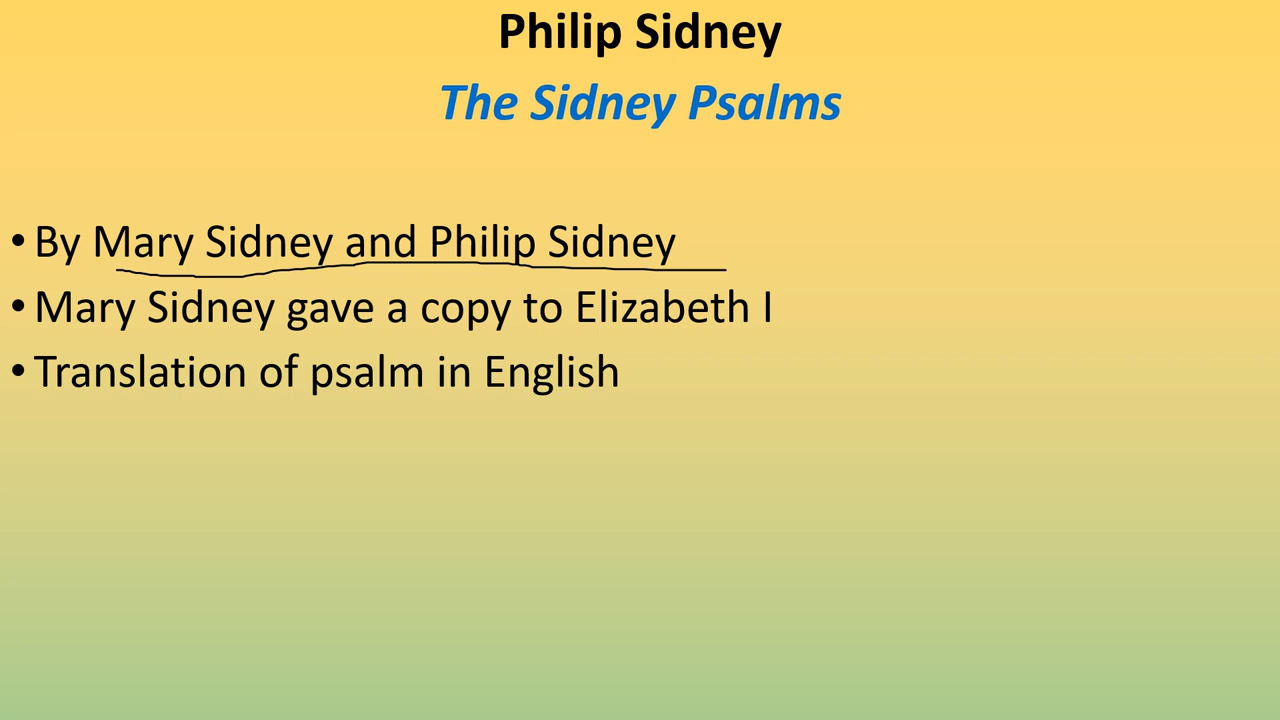 Philip Sidney
The Sidney Psalms
• By Mary Sidney and Philip Sidney
• Mary Sidney gave a copy to Elizabeth I
• Translation of psalm in English